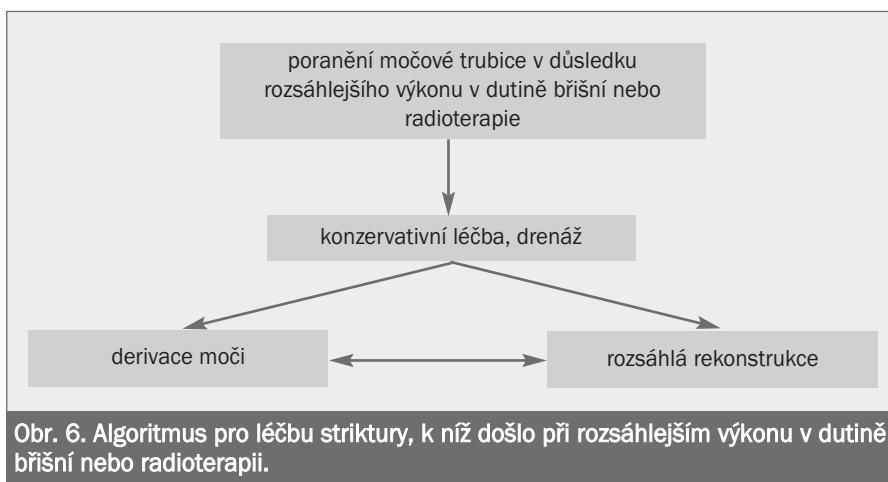 poranění močové trubice v důsledku
rozsáhlejšího výkonu v dutině břišní nebo
radioterapie
konzervativní léčba, drenáž
derivace moči
rozsáhlá rekonstrukce
Obr. 6. Algoritmus pro léčbu striktury, k níž došlo při rozsáhlejším výkonu v dutině
břišní nebo radioterapii.